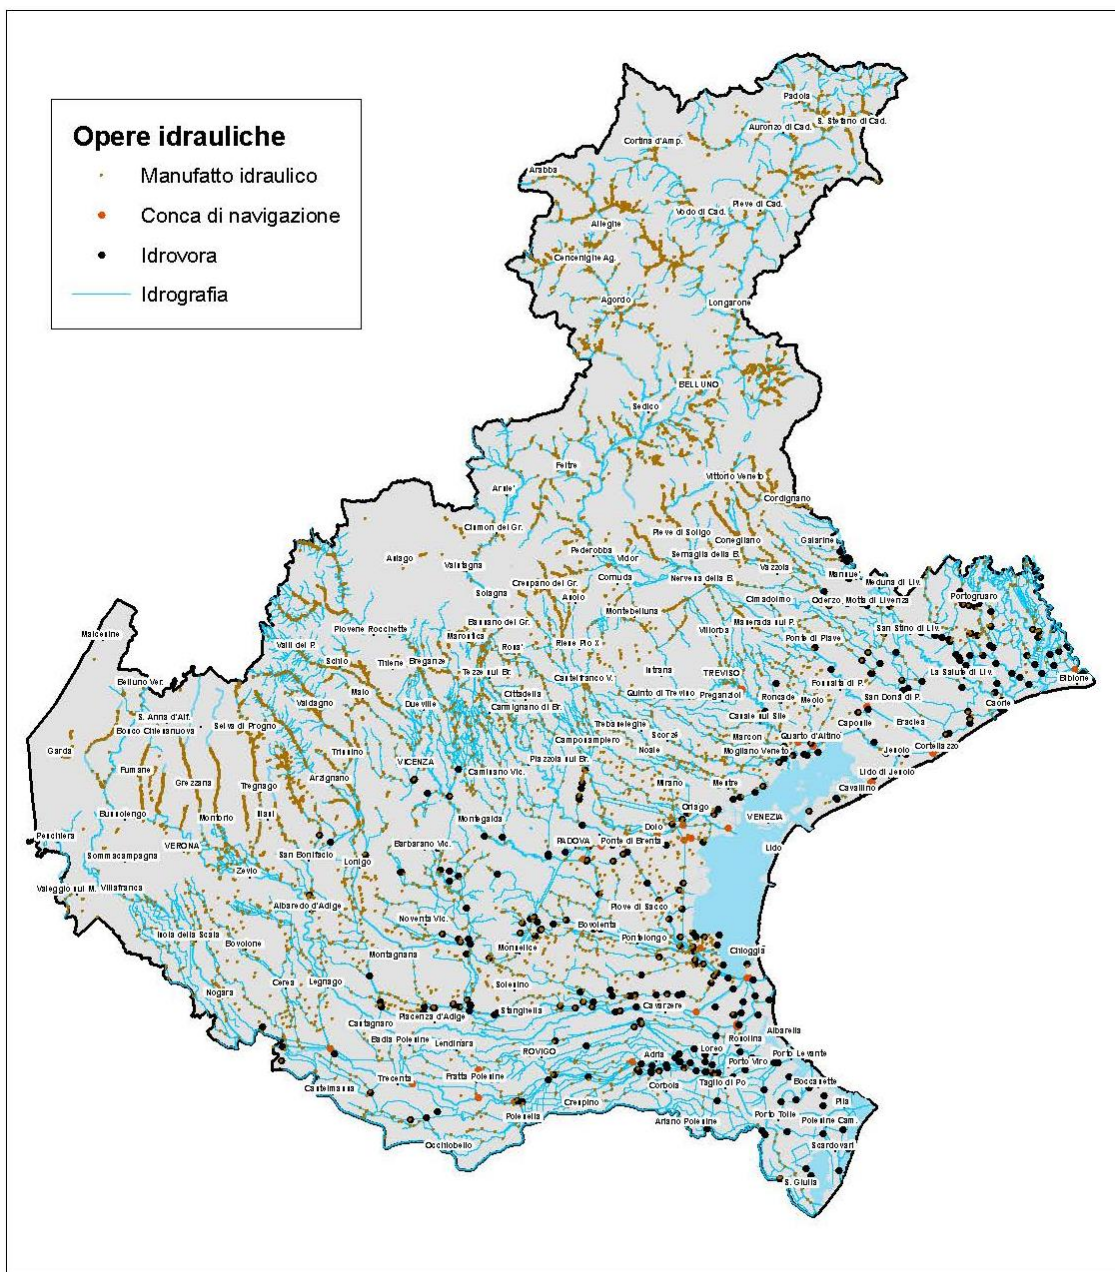 Opere idrauliche
Manufatto idraulico
Conca di navigazione
Idrovora
Idrografia
Padola
S. Stefano di Cad.
Auronzo di Cad.
Cortina d'Amp.
Arabba
Pieve di Cad.
Vodo di Cad.
Alleghe
Cencenighe Ag.
Agordo
Longarone
BELLUNO
Sedico
Feltre
Vittorio Veneto
Arsie'
Cordignano
Cismon del Gr.
Pieve di Soligo
Conegliano
Gaiarine
Asiago
Valstagna
Pederobba
Vidor
Sernaglia della B.
Vazzola
Mansue'
Nervesa della B.
Crespano del Gr.
Cornuda
Meduna di Liv.
Solagna
Asolo
Cimadolmo
Oderzo
Motta di Livenza
Portogruaro
Montebelluna
Malcesine
Piovene Rocchette
Bassano del Gr.
Marostica
Villorba
Maserada sul P.
San Stino di Liv.
Ponte di Piave
Valli del P.
Rosa'
Riese Pio X
Schio
Thiene
Breganze
Tezze sul Br.
Istrana
TREVISO
La Salute di Liv.
Bibione
Belluno Ver.
Malo
Cittadella
Castelfranco V.
Quinto di Treviso
Preganziol
Roncade
Fossalta di P.
San Donà di P.
Meolo
Caorle
S. Anna d'Alf.
Valdagno
Dueville
Carmignano di Br.
Casale sul Sile
Bosco Chiesanuova
Selva di Progno
Trebaseleghe
Scorzè
Marcon
Quarto d'Altino
Caposile
Eraclea
Garda
Trissino
Camposampiero
Noale
Mogliano Veneto
Jesolo
Cortellazzo
Fumane
Grezzana
Tregnago
Arzignano
VICENZA
Camisano Vic.
Piazzola sul Br.
Mirano
Mestre
Lido di Jesolo
Cavallino
Bussolengo
Montorio
Illasi
Montegalda
Oriago
VENEZIA
Peschiera
VERONA
San Bonifacio
Lonigo
Barbarano Vic.
PADOVA
Dolo
Ponte di Brenta
Lido
Sommacampagna
Zevio
Valeggio sul M.
Villafranca
Albaredo d'Adige
Noventa Vic.
Piove di Sacco
Isola della Scala
Bovolone
Monselice
Bovolenta
Pontelongo
Chioggia
Montagnana
Nogara
Cerea
Legnago
Solesino
Castagnaro
Piacenza d'Adige
Stanghella
Cavarzere
Badia Polesine
Lendinara
ROVIGO
Albarella
Rosolina
Adria
Loreo
Porto Viro
Porto Levante
Castelmassa
Trecenta
Fratta Polesine
Corbola
Taglio di Po
Boccasette
Crespino
Pila
Polesella
Ariano Polesine
Porto Tolle
Polesine Cam.
Occhiobello
Scardovari
S. Giulia